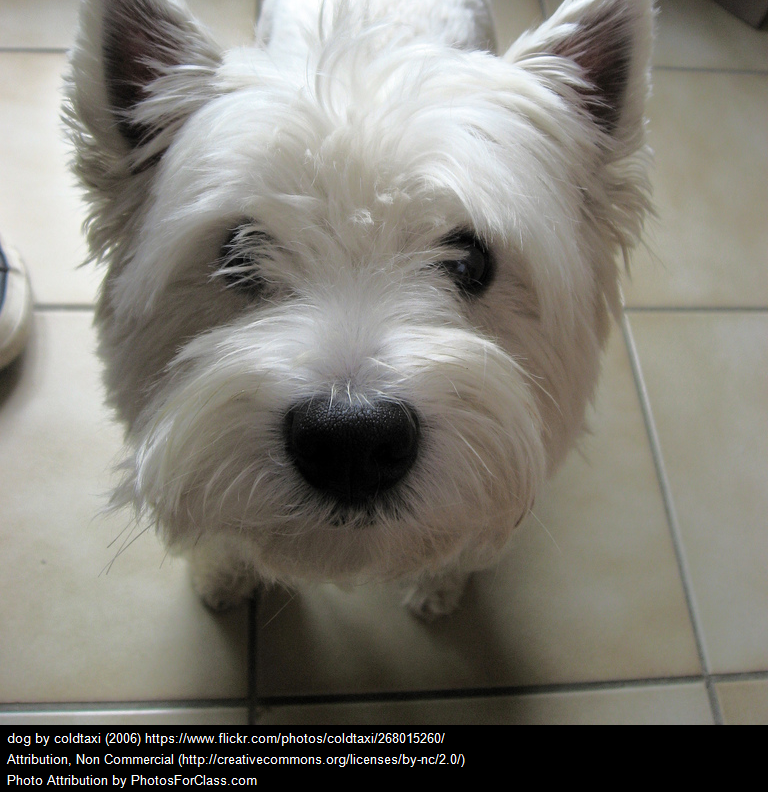 dog by coldtaxi (2006) https://www.flickr.com/photos/coldtaxi/268015260/
Attribution, Non Commercial (http://creativecommons.org/licenses/by-nc/2.0/)
Photo Attribution by PhotosForClass.com